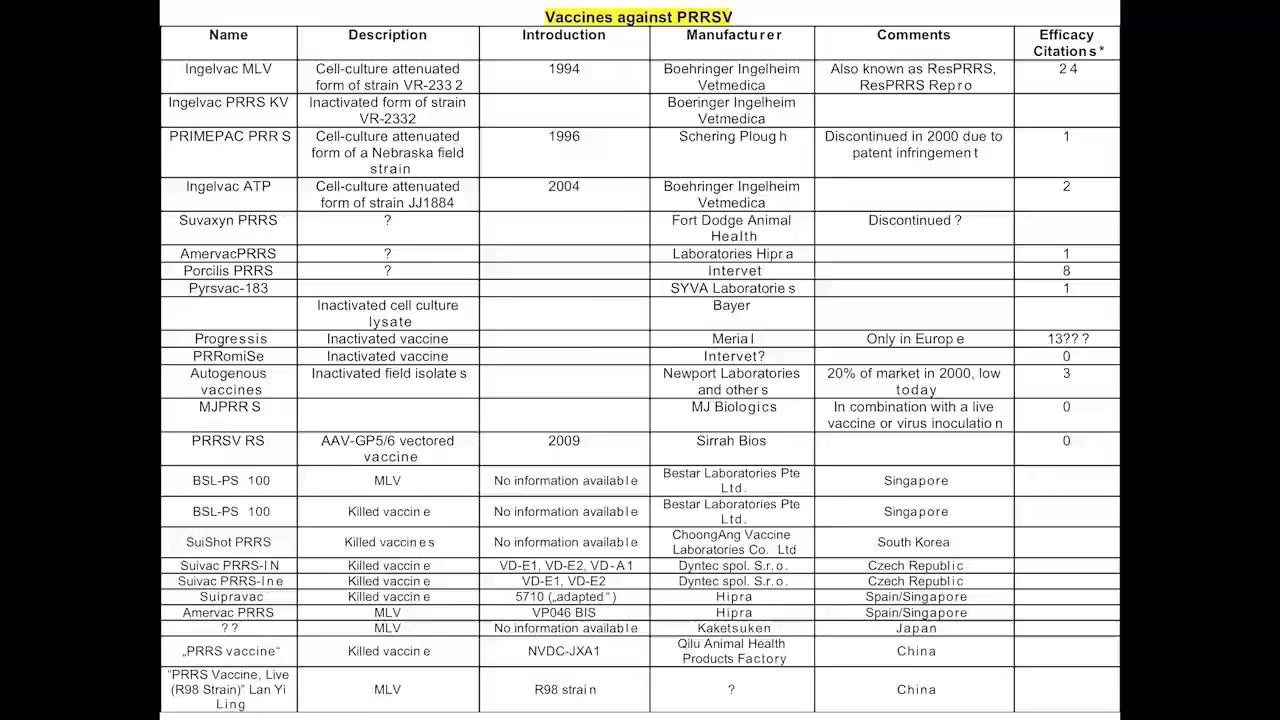 Vaccines against PRRSV
Name Description Introduction Manufacturer Comments Efficacy
Citations*
Ingelvac MLV Cell-culture attenuated 1994 Boehringer Ingelheim Also known as ResPRRS, 24
form of strain VR-2332 Vetmedica ResPRRS Repro
Ingelvac PRRS KV Inactivated form of strain Boeringer Ingelheim
VR-2332 Vetmedica
PRIMEPAC PRRS Cell-culture attenuated 1996 Schering Plough Discontinued in 2000 due to 1
form of a Nebraska field patent infringement
strain
Ingelvac ATP Cell-culture attenuated 2004 Boehringer Ingelheim 2
form of strain JJ1884 Vetmedica
Suvaxyn PRRS ? Fort Dodge Animal Discontinued ?
Health
AmervacPRRS ? Laboratories Hipra 1
Porcilis PRRS ? Intervet 8
Pyrsvac-183 SYVA Laboratories 1
Inactivated cell culture Bayer
lysate
Progressis Inactivated vaccine Merial Only in Europe 13???
PRRomiSe Inactivated vaccine Intervet? 0
Autogenous Inactivated field isolates Newport Laboratories 20% of market in 2000, low 3
vaccines and others today
MJPRRS MJ Biologics In combination with a live 0
vaccine or virus inoculation
PRRSV RS AAV-GP5/6 vectored 2009 Sirrah Bios 0
vaccine
BSL-PS 100 MLV No information available Bestar Laboratories Pte Singapore
Ltd.
BSL-PS 100 Killed vaccine No information available Bestar Laboratories Pte Singapore
Ltd.
SuiShot PRRS Killed vaccines No information available ChoongAng Vaccine South Korea
Laboratories Co. Ltd
Suivac PRRS-IN Killed vaccine VD-E1, VD-E2, VD-A1 Dyntec spol. S.r.o. Czech Republic
Suivac PRRS-Ine Killed vaccine VD-E1, VD-E2 Dyntec spol. S.r.o. Czech Republic
Suipravac Killed vaccine 5710 („adapted“) Hipra Spain/Singapore
Amervac PRRS MLV VP046 BIS Hipra Spain/Singapore
?? MLV No information available Kaketsuken Japan
„PRRS vaccine“ Killed vaccine NVDC-JXA1 Qilu Animal Health China
Products Factory
"PRRS Vaccine, Live
(R98 Strain)" Lan Yi MLV R98 strain ? China
Ling